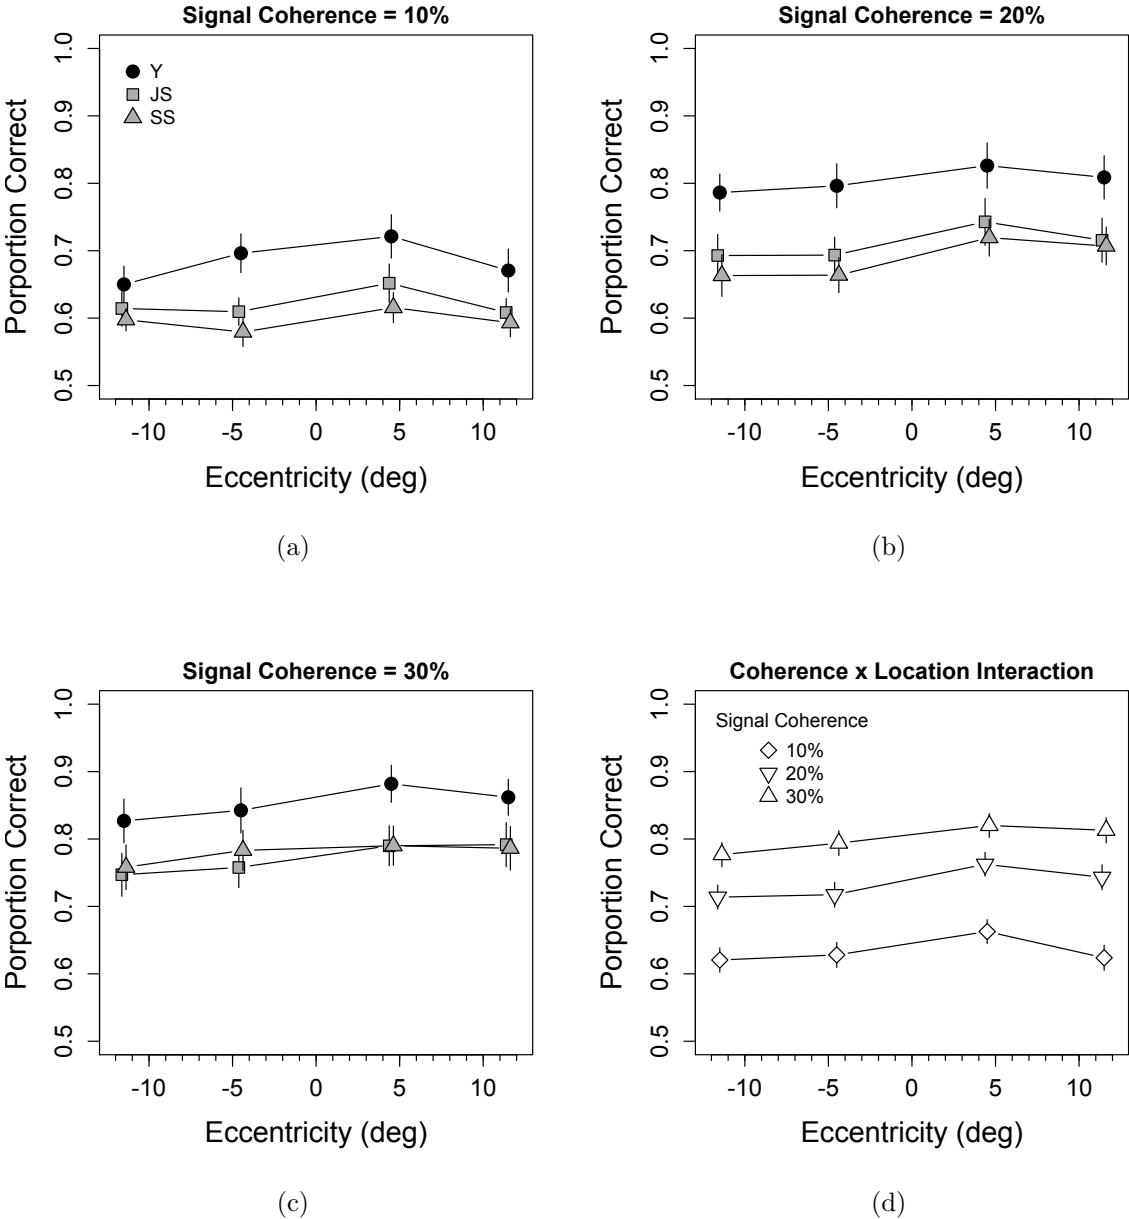 Signal Coherence = 10%
Porportion Correct
1.0
0.9
0.8
0.7
0.6
0.5
Y
JS
SS
-10 -5 0 5 10
Eccentricity (deg)
(a)
Signal Coherence = 20%
Porportion Correct
1.0
0.9
0.8
0.7
0.6
0.5
-10 -5 0 5 10
Eccentricity (deg)
(b)
Signal Coherence = 30%
Porportion Correct
1.0
0.9
0.8
0.7
0.6
0.5
-10 -5 0 5 10
Eccentricity (deg)
(c)
Coherence x Location Interaction
Porportion Correct
1.0
0.9
0.8
0.7
0.6
0.5
Signal Coherence
10%
20%
30%
-10 -5 0 5 10
Eccentricity (deg)
(d)